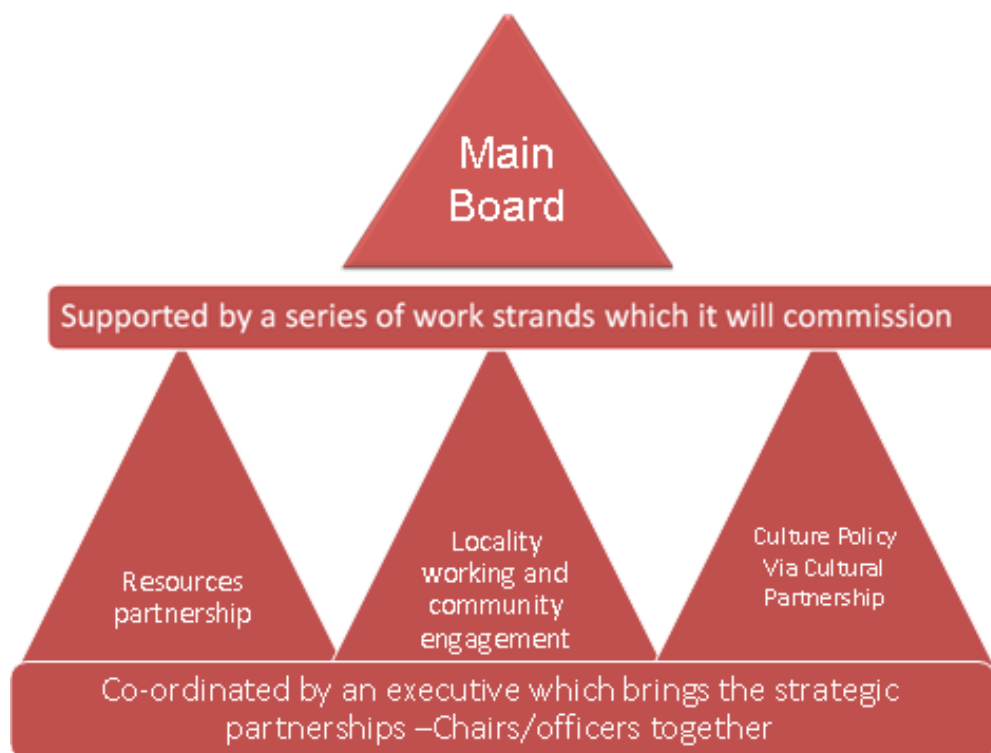 Main
Board
Supported by a series of work strands which it will commission
Resources
partnership
Locality
working and
community
engagement
Culture Policy
Via Cultural
Partnership
Co-ordinated by an executive which brings the strategic
partnerships –Chairs/officers together